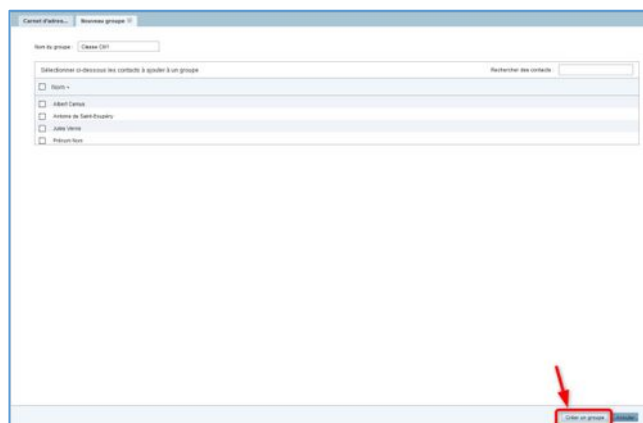 Carnet d'adres... Nouveau groupe
Nom du groupe : Classe CM1
Sélectionner ci-dessous les contacts à ajouter à un groupe Rechercher des contacts :
Nom
Albert Camus
Antoine de Saint-Exupéry
Jules Verne
Prénom Nom
Créer un groupe Annuler